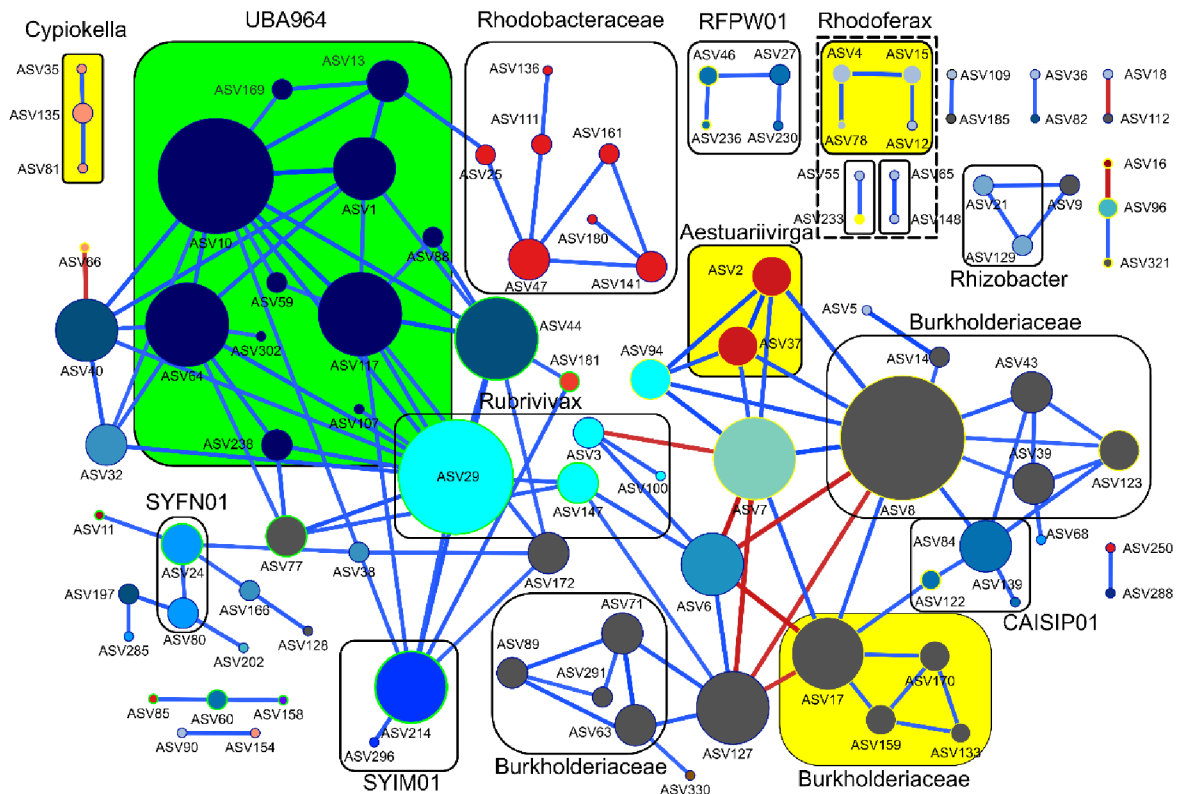 UBA964
Rhodobacteraceae
RFPW01
Rhodoferax
Cypiokella
ASV35
ASV135
ASV81
ASV13
ASV169
ASV10
ASV1
ASV88
ASV59
ASV302
ASV64
ASV117
ASV107
ASV238
ASV136
ASV111
ASV161
ASV25
ASV180
ASV47
ASV141
ASV46
ASV27
ASV236
ASV230
ASV4
ASV15
ASV78
ASV12
ASV55
ASV65
ASV233
ASV148
ASV109
ASV36
ASV18
ASV185
ASV82
ASV112
ASV16
ASV96
ASV321
ASV21
ASV9
ASV129
Rhizobacter
Aestuariivirga
ASV2
ASV37
ASV94
ASV66
ASV40
ASV32
ASV44
ASV181
Rubrivivax
ASV29
ASV3
ASV100
ASV147
ASV7
ASV5
Burkholderiaceae
ASV14
ASV43
ASV8
ASV39
ASV123
ASV68
ASV84
ASV139
ASV122
CAISIP01
ASV250
ASV288
SYFN01
ASV11
ASV24
ASV77
ASV38
ASV172
ASV6
ASV197
ASV166
ASV80
ASV285
ASV202
ASV128
ASV85
ASV60
ASV158
ASV90
ASV154
ASV214
ASV296
SYIM01
ASV71
ASV89
ASV291
ASV63
Burkholderiaceae
ASV330
ASV127
ASV17
ASV170
ASV159
ASV133
Burkholderiaceae